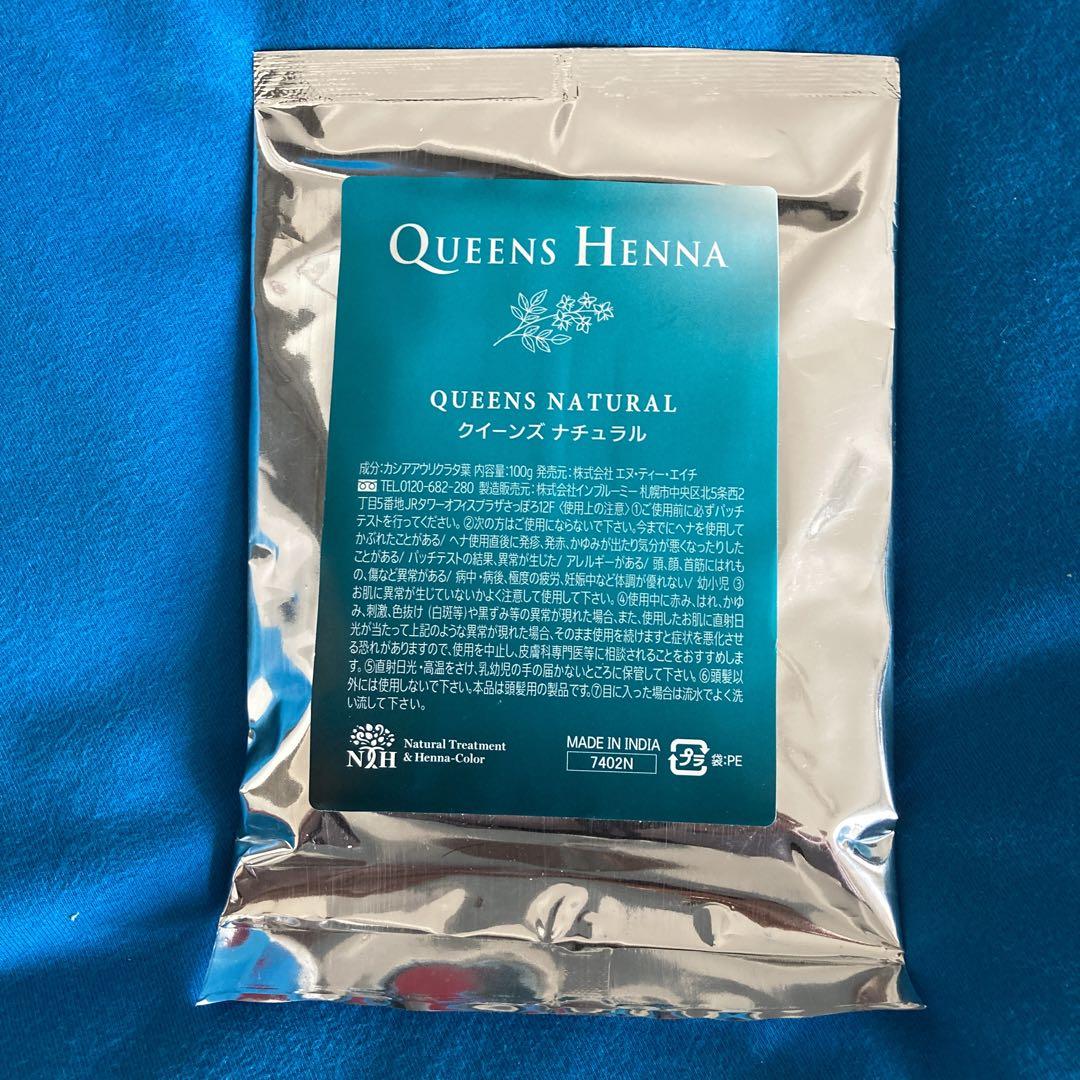 QUEENS HENNA
QUEENS NATURAL
クイーンズ ナチュラル
成分:カシアアウリクラタ葉 内容量:100g 発売元:株式会社 エヌ・ティー・エイチ
TEL.0120-682-280 製造販売元:株式会社インプルーミー 札幌市中央区北5条西2
丁目5番地JRタワーオフィスプラザさっぽろ12F〈使用上の注意〉①ご使用前に必ずパッチ
テストを行ってください。②次の方はご使用にならないで下さい。今までにヘナを使用して
かぶれたことがある/ ヘナ使用直後に発疹、発赤、かゆみが出たり気分が悪くなったりした
ことがある/ パッチテストの結果、異常が生じた/ アレルギーがある/ 頭、顔、首筋にはれも
の、傷など異常がある/ 病中・病後、極度の疲労、妊娠中など体調が優れない/ 幼小児 ③
お肌に異常が生じていないかよく注意して使用して下さい。④使用中に赤み、はれ、かゆ
み、刺激、色抜け(白斑等)や黒ずみ等の異常が現れた場合、また、使用したお肌に直射日
光が当たって上記のような異常が現れた場合、そのまま使用を続けますと症状を悪化させ
る恐れがありますので、使用を中止し、皮膚科専門医等に相談されることをおすすめしま
す。⑤直射日光・高温をさけ、乳幼児の手の届かないところに保管して下さい。⑥頭髪以
外には使用しないで下さい。本品は頭髪用の製品です。⑦目に入った場合は流水でよく洗
い流して下さい。
NTH Natural Treatment
& Henna-Color
MADE IN INDIA
7402N
プラ 袋:PE